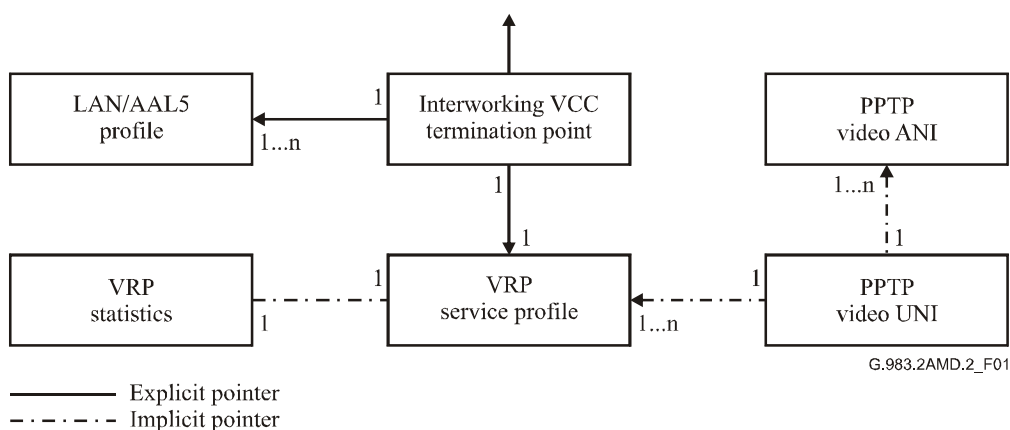 LAN/AAL5
profile
1
1...n
Interworking VCC
termination point
PPTP
video ANI
1
1...n
1
1
VRP
statistics
1
1
VRP
service profile
1
1...n
PPTP
video UNI
G.983.2AMD.2_F01
Explicit pointer
Implicit pointer